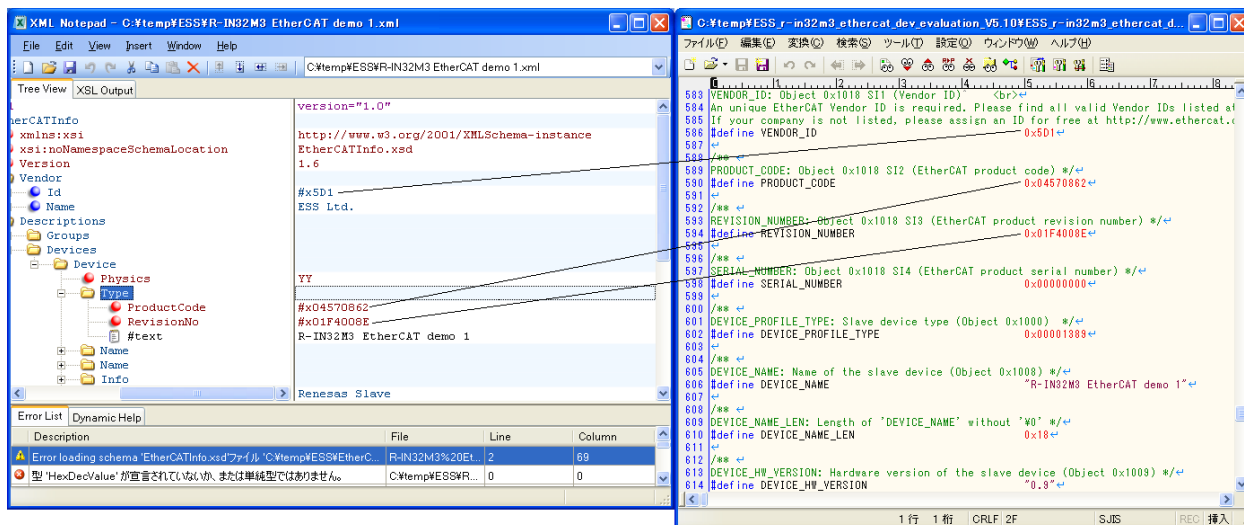 XML Notepad - C:¥temp¥ESS¥R-IN32M3 EtherCAT demo 1.xml
File Edit View Insert Window Help
C:¥temp¥ESS¥R-IN32M3 EtherCAT demo 1.xml
Tree View XSL Output
version="1.0"
herCATInfo
xmlns:xsi http://www.w3.org/2001/XMLSchema-instance
xsi:noNamespaceSchemaLocation EtherCATInfo.xsd
Version 1.6
Vendor
Id #x5D1
Name ESS Ltd.
Descriptions
Groups
Devices
Device
Physics YY
Type
ProductCode #x04570862
RevisionNo #x01F4008E
#text R-IN32M3 EtherCAT demo 1
Name
Name
Info Renesas Slave
Error List Dynamic Help
Description File Line Column
Error loading schema 'EtherCATInfo.xsd'ファイル 'C:¥temp¥ESS¥EtherC... R-IN32M3%20Et... 2 69
型 'HexDecValue' が宣言されていないか、または単純型ではありません。 C:¥temp¥ESS¥R... 0 0
C:¥temp¥ESS_r-in32m3_ethercat_dev_evaluation_V5.10¥ESS_r-in32m3_ethercat_d...
ファイル(F) 編集(E) 変換(C) 検索(S) ツール(T) 設定(O) ウィンドウ(W) ヘルプ(H)
0 1 2 3 4 5 6 7 8
583 VENDOR_ID: Object 0x1018 SI1 (Vendor ID) <br>↵
584 An unique EtherCAT Vendor ID is required. Please find all valid Vendor IDs listed at
585 If your company is not listed, please assign an ID for free at http://www.ethercat.
586 #define VENDOR_ID 0x5D1↵
587 ↵
588 /** ↵
589 PRODUCT_CODE: Object 0x1018 SI2 (EtherCAT product code) */↵
590 #define PRODUCT_CODE 0x04570862↵
591 ↵
592 /** ↵
593 REVISION_NUMBER: Object 0x1018 SI3 (EtherCAT product revision number) */↵
594 #define REVISION_NUMBER 0x01F4008E↵
595 ↵
596 /** ↵
597 SERIAL_NUMBER: Object 0x1018 SI4 (EtherCAT product serial number) */↵
598 #define SERIAL_NUMBER 0x00000000↵
599 ↵
600 /** ↵
601 DEVICE_PROFILE_TYPE: Slave device type (Object 0x1000) */↵
602 #define DEVICE_PROFILE_TYPE 0x00001389↵
603 ↵
604 /** ↵
605 DEVICE_NAME: Name of the slave device (Object 0x1008) */↵
606 #define DEVICE_NAME "R-IN32M3 EtherCAT demo 1"↵
607 ↵
608 /** ↵
609 DEVICE_NAME_LEN: Length of 'DEVICE_NAME' without '¥0' */↵
610 #define DEVICE_NAME_LEN 0x18↵
611 ↵
612 /** ↵
613 DEVICE_HW_VERSION: Hardware version of the slave device (Object 0x1009) */↵
614 #define DEVICE_HW_VERSION "0.9"↵
1行 1桁 CRLF 2F SJIS REC 挿入